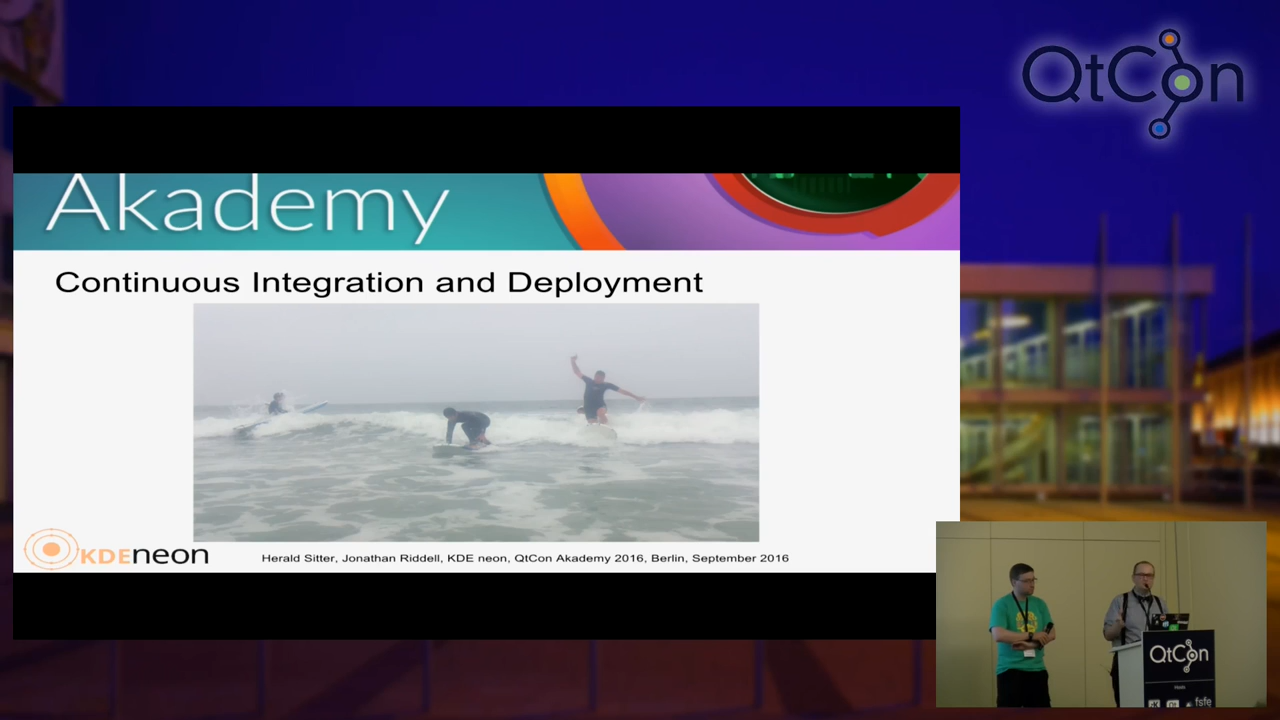 QtCon
Akademy
Continuous Integration and Deployment
KDEneon
Herald Sitter, Jonathan Riddell, KDE neon, QtCon Akademy 2016, Berlin, September 2016
QtCon
Hosts
fsfe